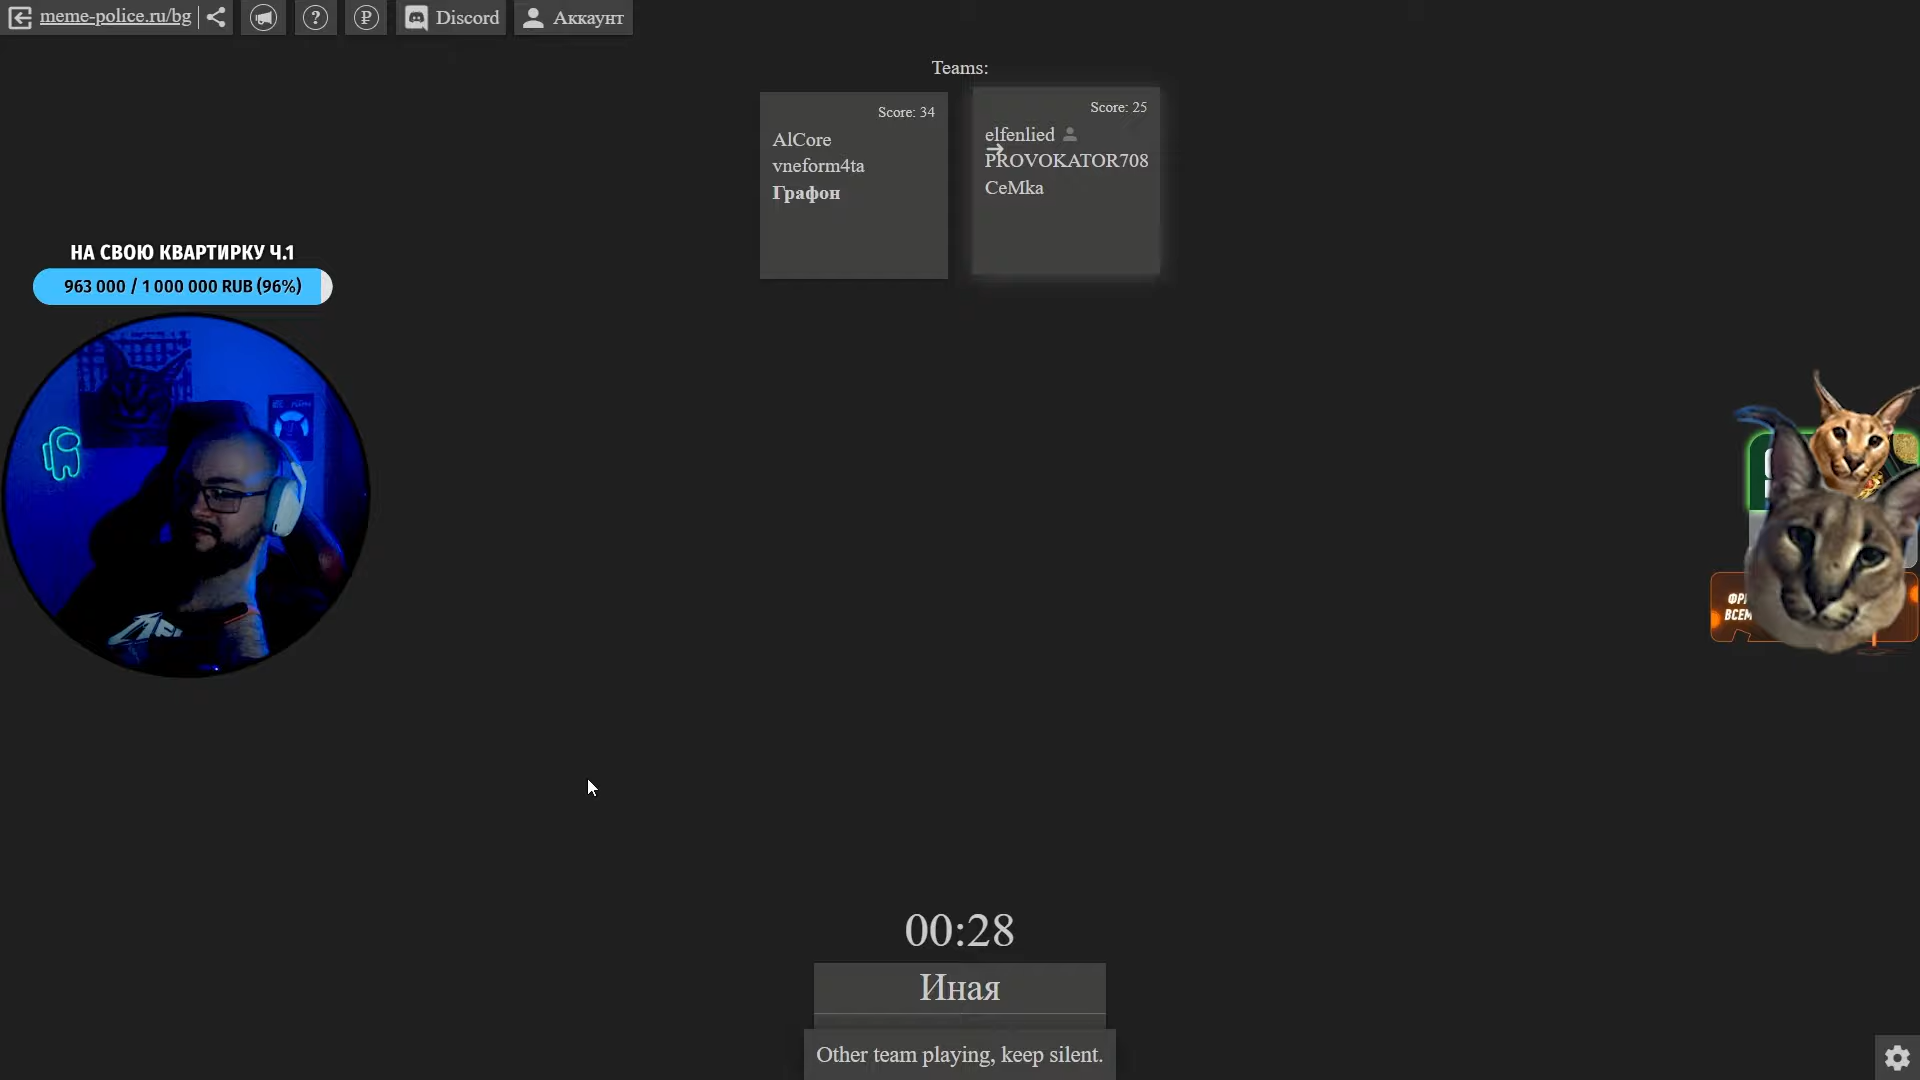 meme-police.ru/bg
Discord
Аккаунт
Teams:
Score: 34
AlCore
vneform4ta
Графон
Score: 25
elfenlied
PROVOKATOR708
CeMka
НА СВОЮ КВАРТИРКУ Ч.1
963 000 / 1 000 000 RUB (96%)
00:28
Иная
Other team playing, keep silent.